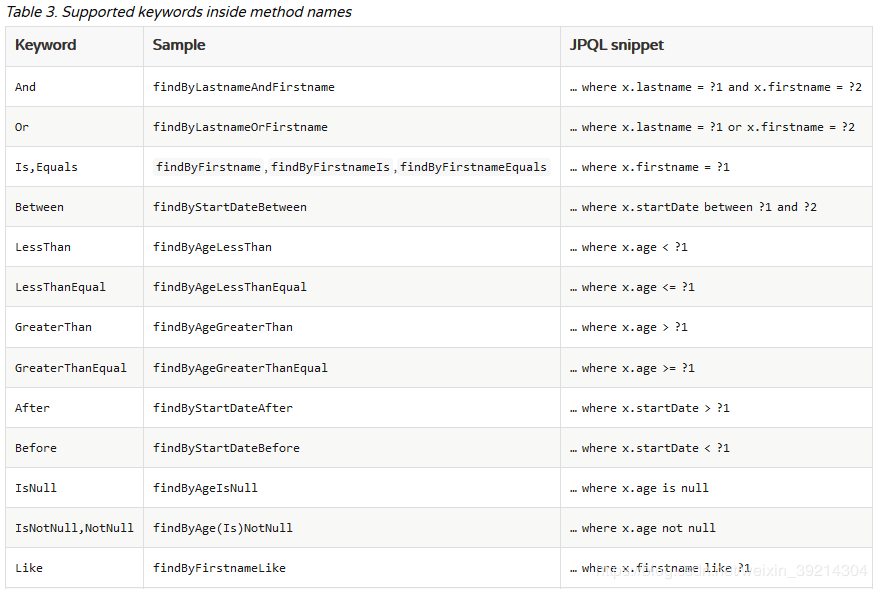 Table 3. Supported keywords inside method names
Keyword Sample JPQL snippet
And findByLastnameAndFirstname … where x.lastname = ?1 and x.firstname = ?2
Or findByLastnameOrFirstname … where x.lastname = ?1 or x.firstname = ?2
Is,Equals findByFirstname,findByFirstnameIs,findByFirstnameEquals … where x.firstname = ?1
Between findByStartDateBetween … where x.startDate between ?1 and ?2
LessThan findByAgeLessThan … where x.age < ?1
LessThanEqual findByAgeLessThanEqual … where x.age <= ?1
GreaterThan findByAgeGreaterThan … where x.age > ?1
GreaterThanEqual findByAgeGreaterThanEqual … where x.age >= ?1
After findByStartDateAfter … where x.startDate > ?1
Before findByStartDateBefore … where x.startDate < ?1
IsNull findByAgeIsNull … where x.age is null
IsNotNull,NotNull findByAge(Is)NotNull … where x.age not null
Like findByFirstnameLike … where x.firstname like ?1